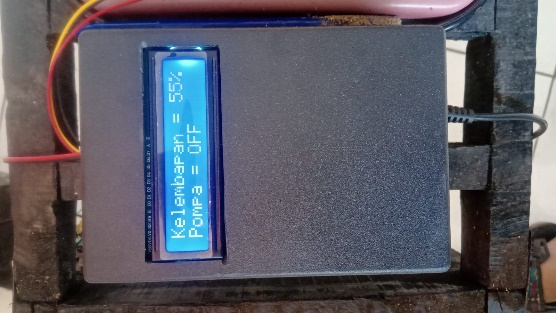 Kelembapan = 55%
Pompa = OFF